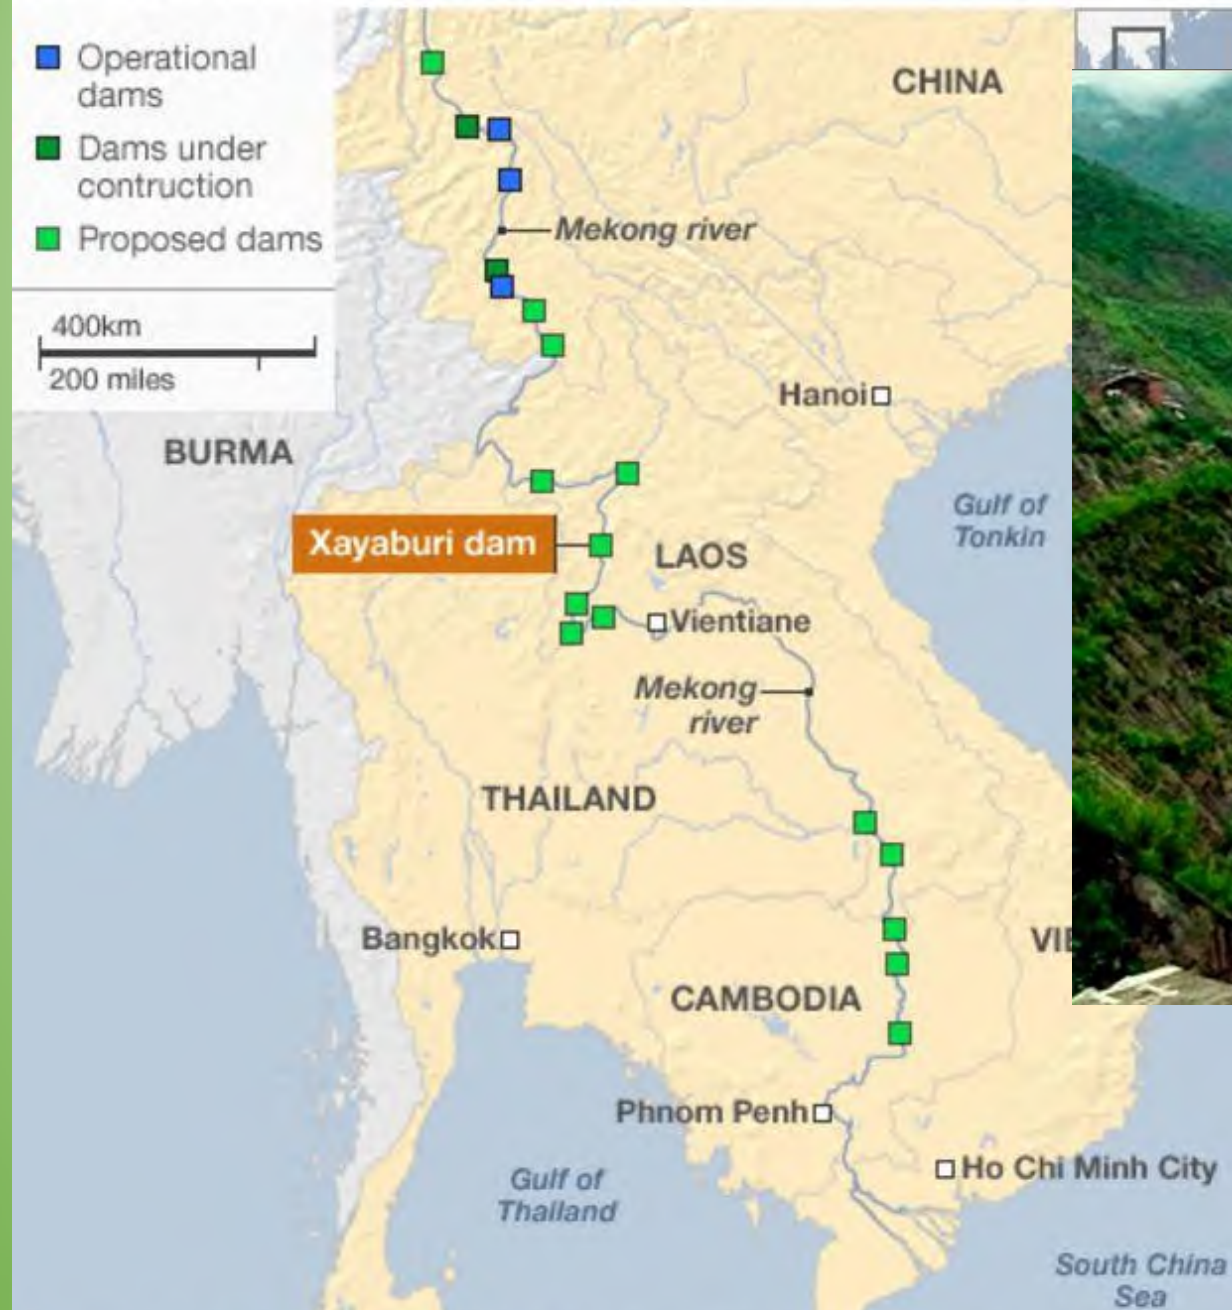 Operational
dams
Dams under
contruction
Proposed dams
400km
200 miles
CHINA
Mekong river
Hanoi
BURMA
Gulf of
Tonkin
Xayaburi dam
LAOS
Vientiane
Mekong
river
THAILAND
Bangkok
VIE
CAMBODIA
Phnom Penh
Ho Chi Minh City
Gulf of
Thailand
South China
Sea